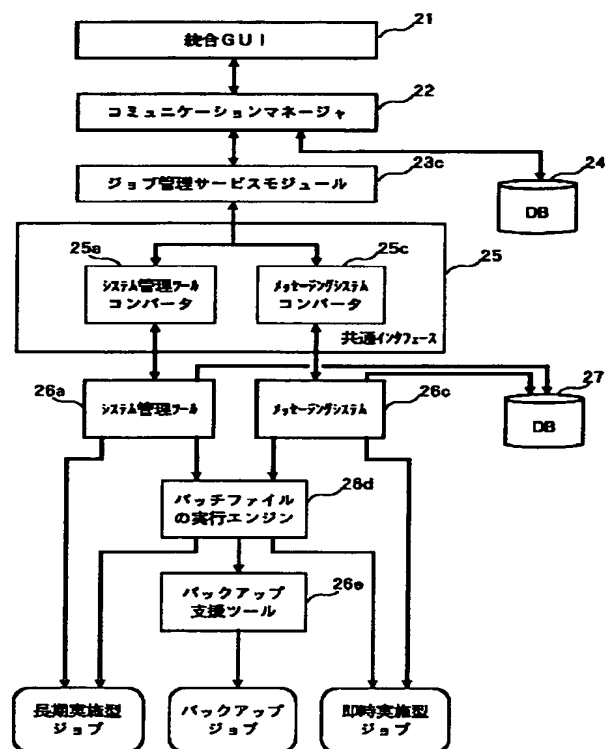 統合GUI
21
コミュニケーションマネージャ
22
ジョブ管理サービスモジュール
23c
24
DB
25a
システム管理ツール
コンバータ
25c
メッセージングシステム
コンバータ
25
共通インタフェース
26a
システム管理ツール
メッセージングシステム
26c
27
DB
バッチファイル
の実行エンジン
26d
バックアップ
支援ツール
26e
長期実施型
ジョブ
バックアップ
ジョブ
即時実施型
ジョブ